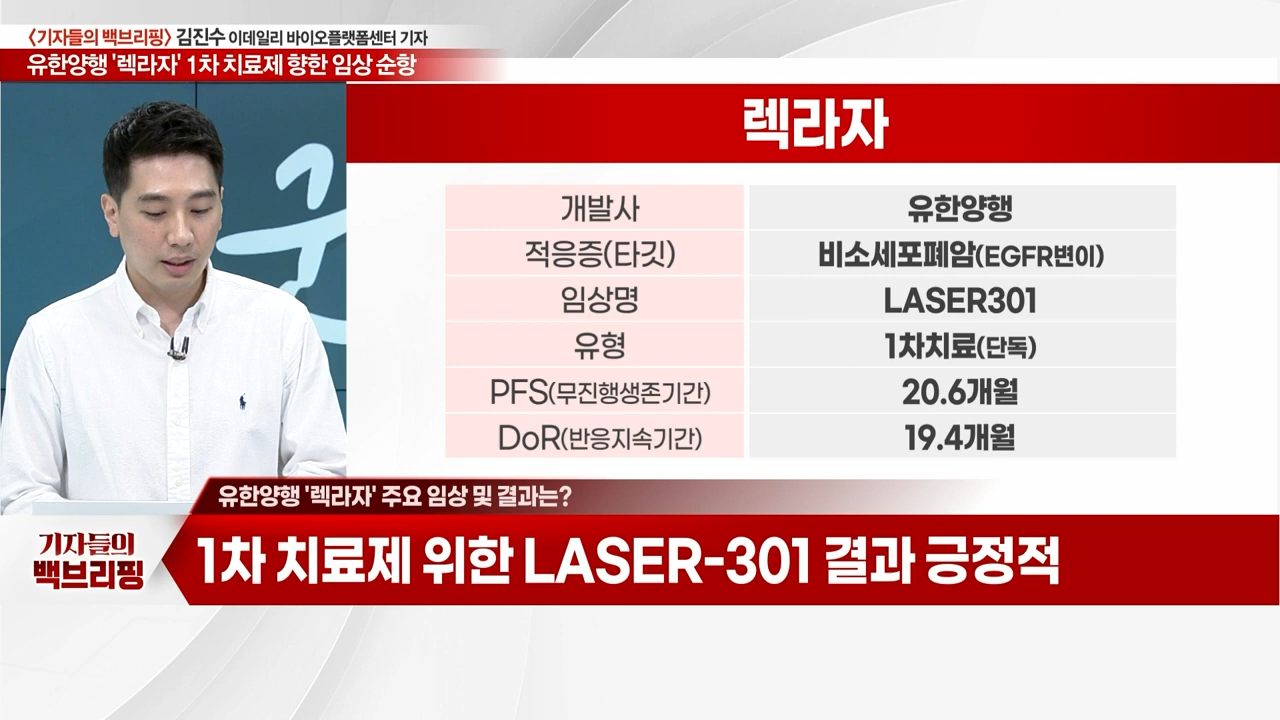 〈기자들의 백브리핑〉 김진수 이데일리 바이오플랫폼센터 기자
유한양행 '렉라자' 1차 치료제 향한 임상 순항
렉라자
개발사 유한양행
적응증(타깃) 비소세포폐암(EGFR변이)
임상명 LASER301
유형 1차치료(단독)
PFS(무진행생존기간) 20.6개월
DoR(반응지속기간) 19.4개월
유한양행 '렉라자' 주요 임상 및 결과는?
기자들의
백브리핑
1차 치료제 위한 LASER-301 결과 긍정적